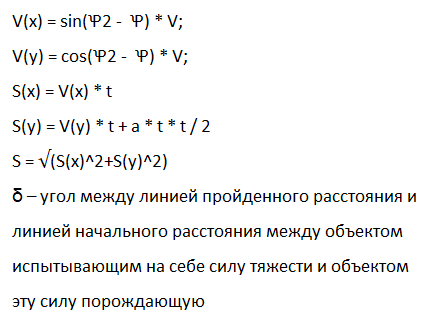 V(x) = sin(Ψ2 - Ψ) * V;
V(y) = cos(Ψ2 - Ψ) * V;
S(x) = V(x) * t
S(y) = V(y) * t + a * t * t / 2
S = √(S(x)^2+S(y)^2)
δ – угол между линией пройденного расстояния и
линией начального расстояния между объектом
испытывающим на себе силу тяжести и объектом
эту силу порождающую